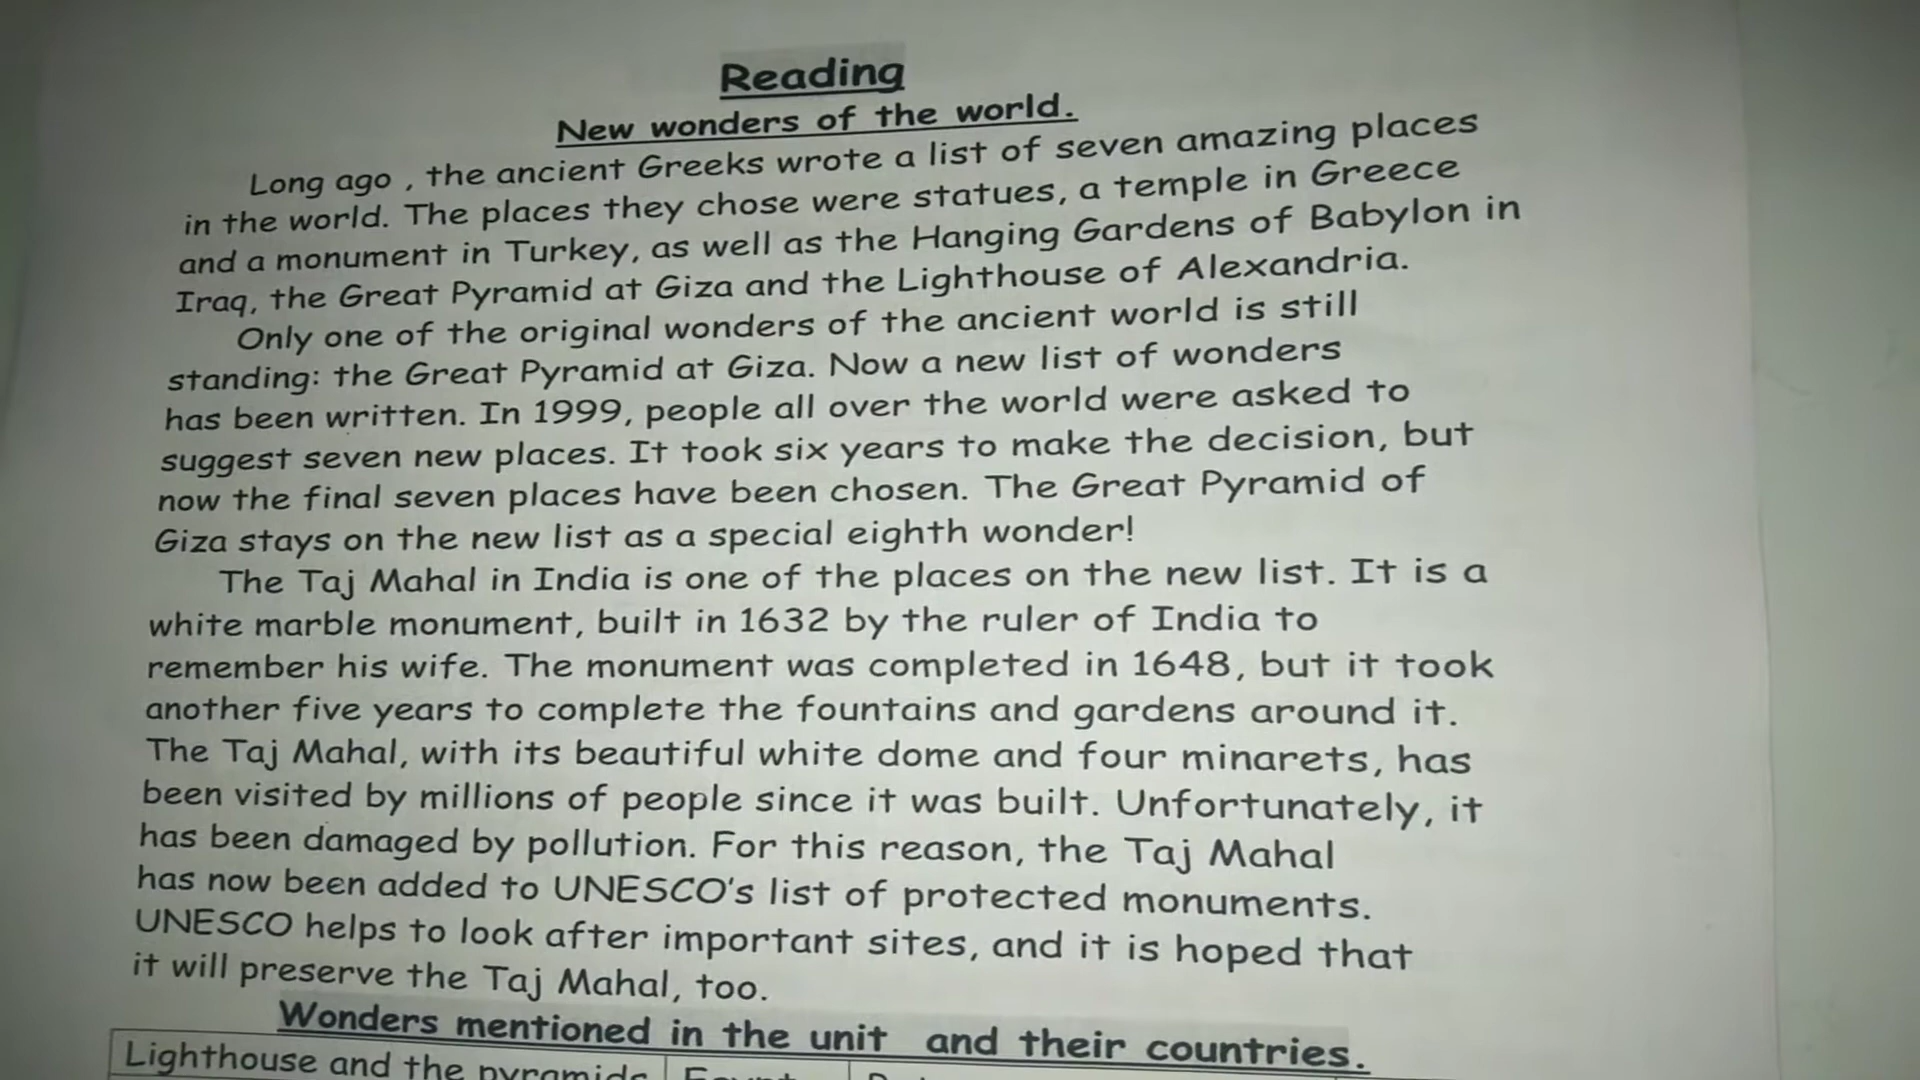 Reading
New wonders of the world.
Long ago , the ancient Greeks wrote a list of seven amazing places
in the world. The places they chose were statues, a temple in Greece
and a monument in Turkey, as well as the Hanging Gardens of Babylon in
Iraq, the Great Pyramid at Giza and the Lighthouse of Alexandria.
Only one of the original wonders of the ancient world is still
standing: the Great Pyramid at Giza. Now a new list of wonders
has been written. In 1999, people all over the world were asked to
suggest seven new places. It took six years to make the decision, but
now the final seven places have been chosen. The Great Pyramid of
Giza stays on the new list as a special eighth wonder!
The Taj Mahal in India is one of the places on the new list. It is a
white marble monument, built in 1632 by the ruler of India to
remember his wife. The monument was completed in 1648, but it took
another five years to complete the fountains and gardens around it.
The Taj Mahal, with its beautiful white dome and four minarets, has
been visited by millions of people since it was built. Unfortunately, it
has been damaged by pollution. For this reason, the Taj Mahal
has now been added to UNESCO's list of protected monuments.
UNESCO helps to look after important sites, and it is hoped that
it will preserve the Taj Mahal, too.
Wonders mentioned in the unit and their countries.
Lighthouse and the pyramids Egypt